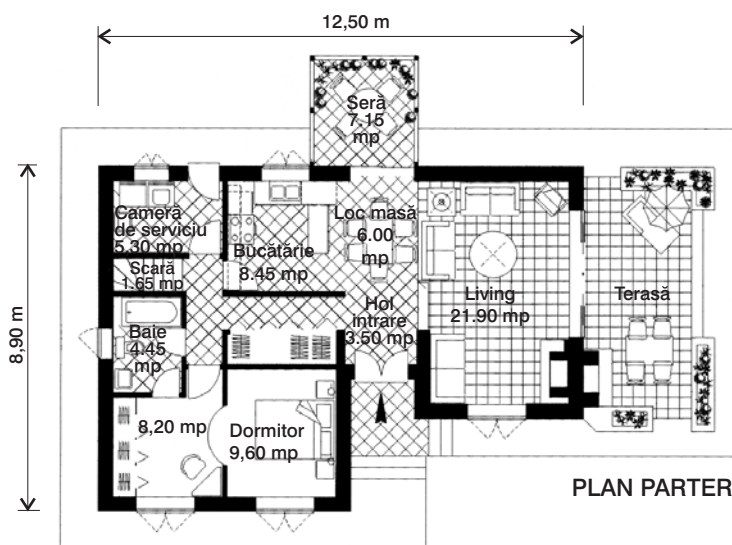 12,50 m
Seră
7,15
mp
8,90 m
Cameră
de serviciu
5.30 mp
Loc masă
6.00
mp
Bucătărie
8.45 mp
Scară
1.65 mp
Living
21.90 mp
Terasă
Hol
intrare
3.50 mp
Baie
4.45
mp
8,20 mp
Dormitor
9,60 mp
PLAN PARTER